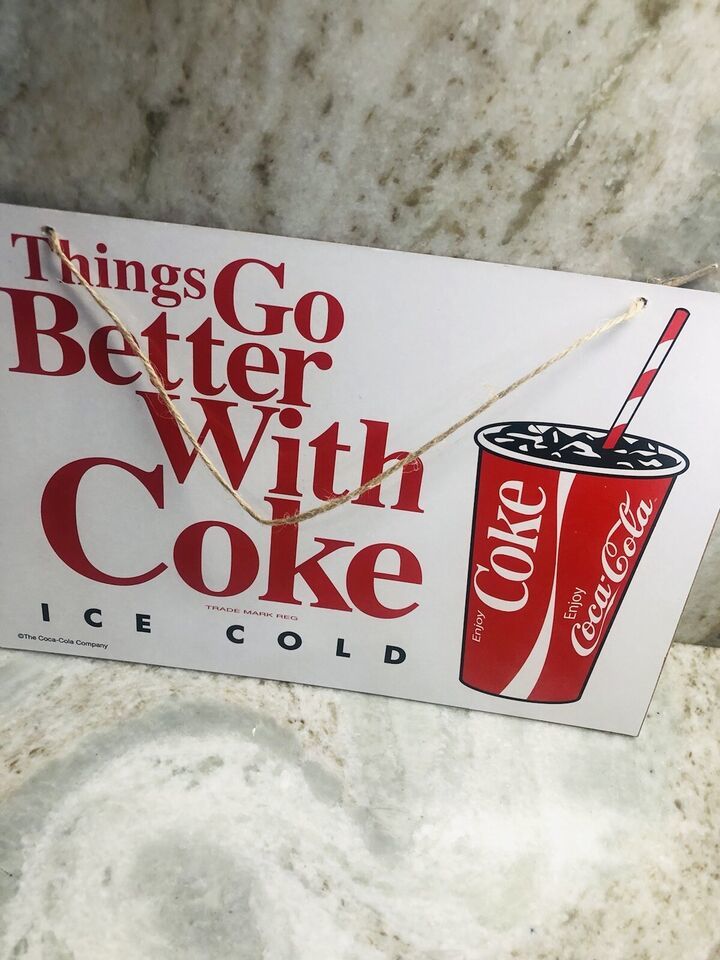 Things Go
Better
With
Coke
TRADE MARK REG
ICE COLD
©The Coca-Cola Company
Enjoy
Coke
Enjoy
Coca-Cola